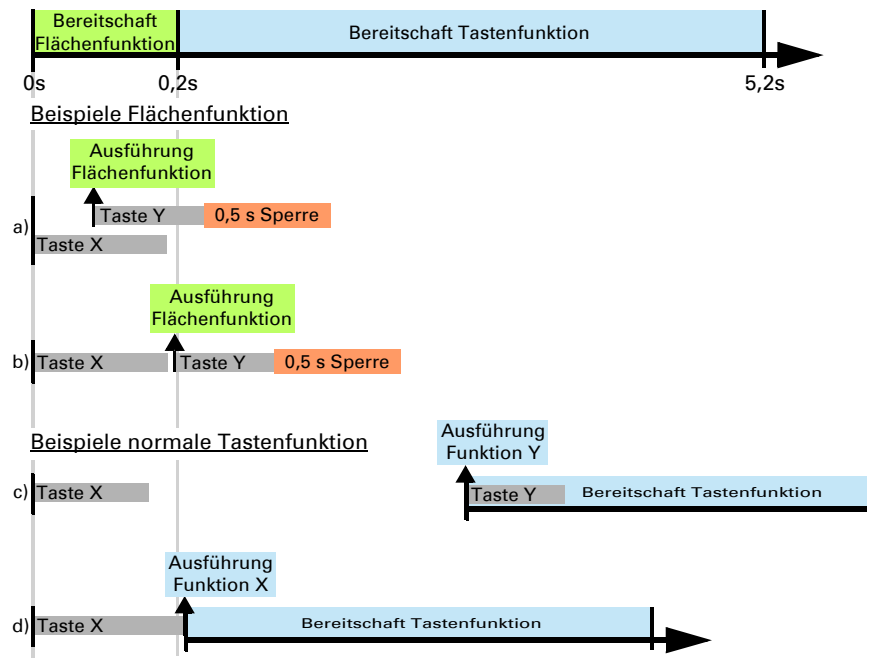 Bereitschaft
Flächenfunktion
Bereitschaft Tastenfunktion
0s
0,2s
5,2s
Beispiele Flächenfunktion
Ausführung
Flächenfunktion
a)
Taste Y
0,5 s Sperre
Taste X
Ausführung
Flächenfunktion
b)
Taste X
Taste Y
0,5 s Sperre
Beispiele normale Tastenfunktion
Ausführung
Funktion Y
c)
Taste X
Taste Y
Bereitschaft Tastenfunktion
Ausführung
Funktion X
d)
Taste X
Bereitschaft Tastenfunktion